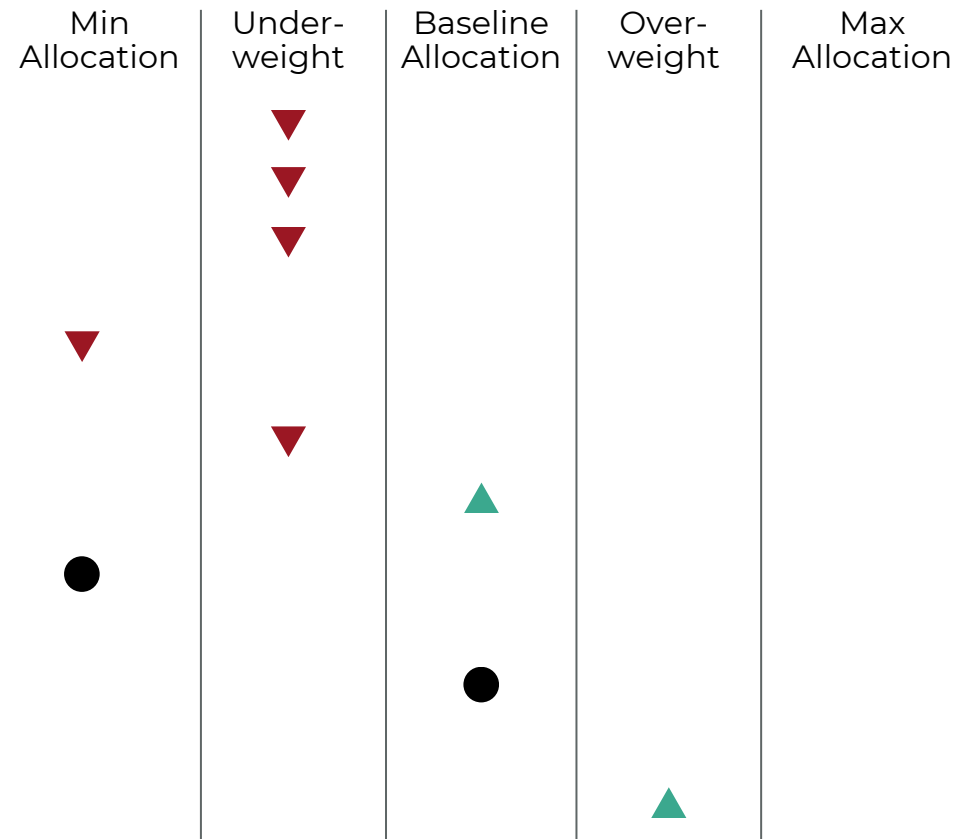 Min
Allocation
Under-
weight
Baseline
Allocation
Over-
weight
Max
Allocation